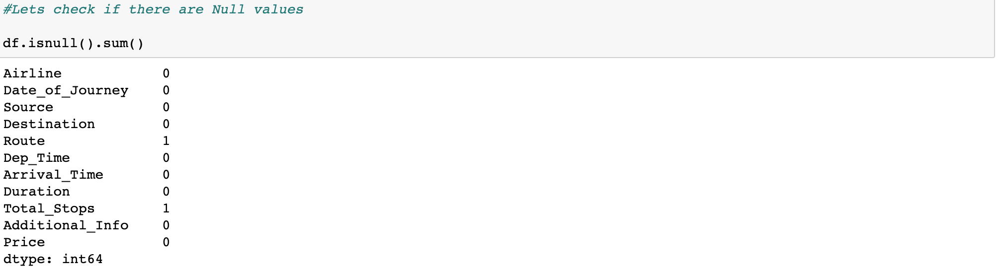 #Lets check if there are Null values
df.isnull().sum()
Airline 0
Date_of_Journey 0
Source 0
Destination 0
Route 1
Dep_Time 0
Arrival_Time 0
Duration 0
Total_Stops 1
Additional_Info 0
Price 0
dtype: int64